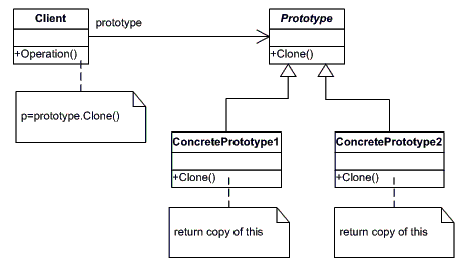 Client
prototype
Prototype
+Operation()
+Clone()
p=prototype.Clone()
ConcretePrototype1
ConcretePrototype2
+Clone()
+Clone()
return copy of this
return copy of this